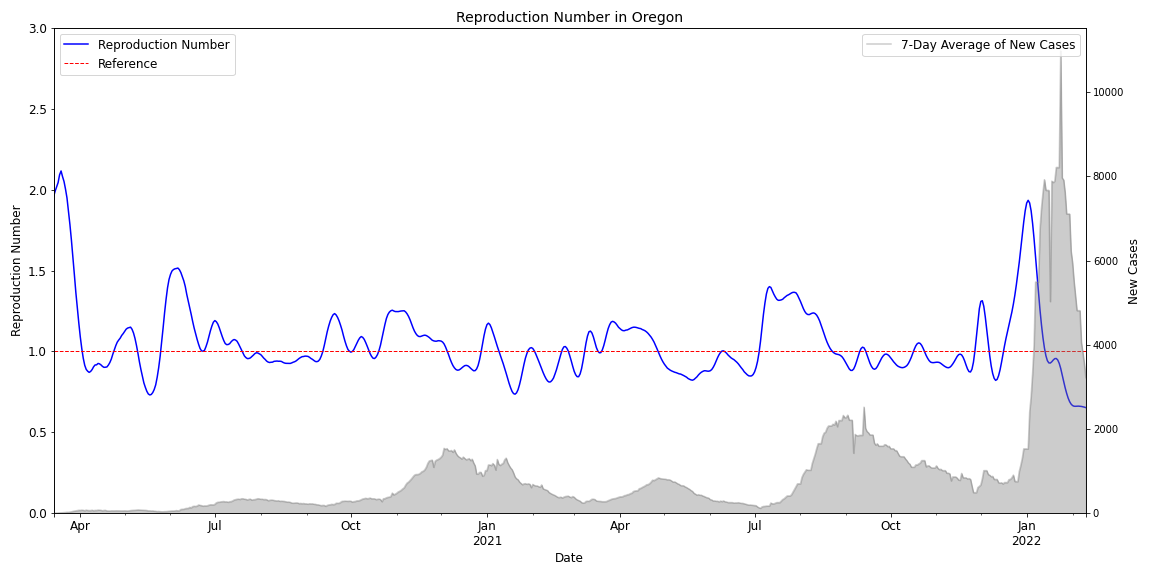 Reproduction Number in Oregon
Reproduction Number
Reference
7-Day Average of New Cases
3.0
2.5
2.0
1.5
1.0
0.5
0.0
Reproduction Number
10000
8000
6000
4000
2000
0
New Cases
Apr
Jul
Oct
Jan
2021
Apr
Jul
Oct
Jan
2022
Date